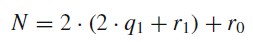 N = 2 · (2 · q₁ + r₁) + r₀